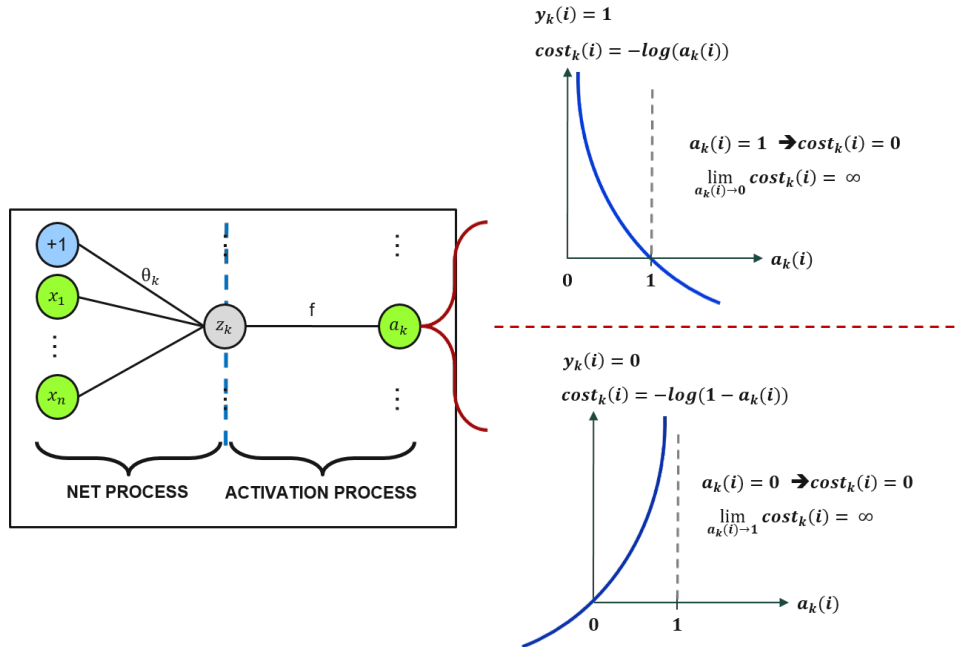 y_k(i) = 1
cost_k(i) = −log(a_k(i))
a_k(i) = 1 ➔cost_k(i) = 0
lim a_k(i)→0 cost_k(i) = ∞
a_k(i)
0 1
+1
x_1
⋮
x_n
θ_k
z_k
f
a_k
⋮
⋮
⋮
⋮
NET PROCESS
ACTIVATION PROCESS
y_k(i) = 0
cost_k(i) = −log(1 − a_k(i))
a_k(i) = 0 ➔cost_k(i) = 0
lim a_k(i)→1 cost_k(i) = ∞
a_k(i)
0 1